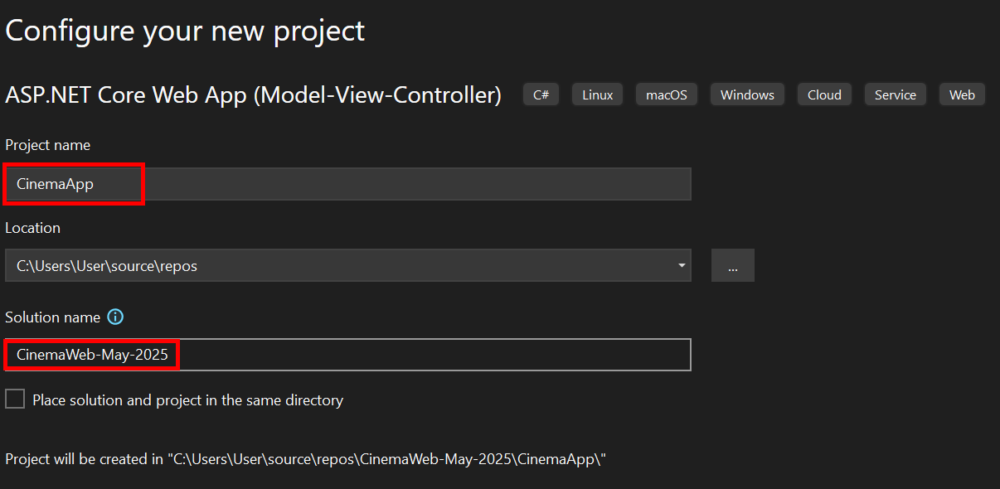 Configure your new project
ASP.NET Core Web App (Model-View-Controller) C# Linux macOS Windows Cloud Service Web
Project name
CinemaApp
Location
C:\Users\User\source\repos
...
Solution name
CinemaWeb-May-2025
Place solution and project in the same directory
Project will be created in "C:\Users\User\source\repos\CinemaWeb-May-2025\CinemaApp\"